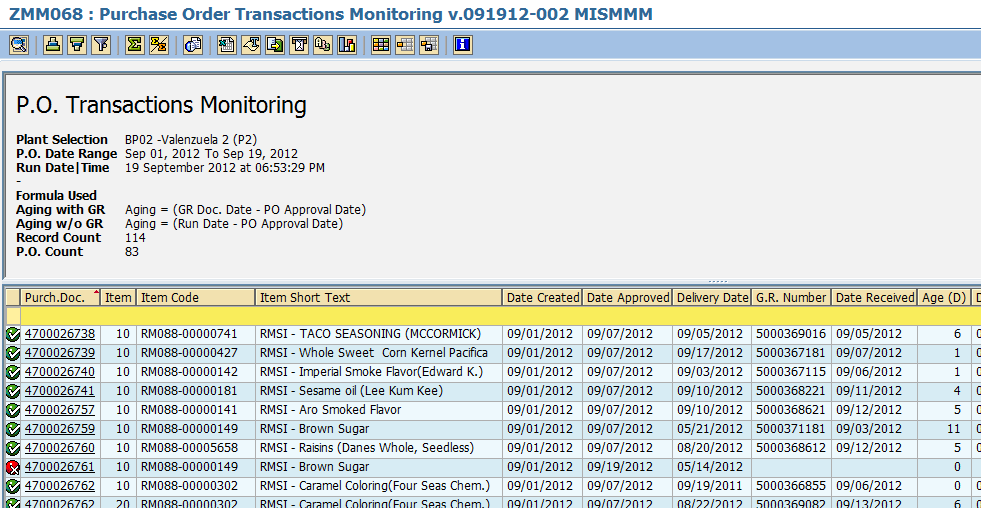 ZMM068 : Purchase Order Transactions Monitoring v.091912-002 MISMMM
P.O. Transactions Monitoring
Plant Selection BP02 -Valenzuela 2 (P2)
P.O. Date Range Sep 01, 2012 To Sep 19, 2012
Run Date|Time 19 September 2012 at 06:53:29 PM
-
Formula Used
Aging with GR Aging = (GR Doc. Date - PO Approval Date)
Aging w/o GR Aging = (Run Date - PO Approval Date)
Record Count 114
P.O. Count 83
Purch.Doc. Item Item Code Item Short Text Date Created Date Approved Delivery Date G.R. Number Date Received Age (D)
4700026738 10 RM088-00000741 RMSI - TACO SEASONING (MCCORMICK) 09/01/2012 09/07/2012 09/05/2012 5000369016 09/05/2012 6
4700026739 10 RM088-00000427 RMSI - Whole Sweet  Corn Kernel Pacifica 09/01/2012 09/07/2012 09/17/2012 5000367181 09/07/2012 1
4700026740 10 RM088-00000142 RMSI - Imperial Smoke Flavor(Edward K.) 09/01/2012 09/07/2012 09/03/2012 5000367115 09/06/2012 1
4700026741 10 RM088-00000181 RMSI - Sesame oil (Lee Kum Kee) 09/01/2012 09/07/2012 09/10/2012 5000368221 09/11/2012 4
4700026757 10 RM088-00000141 RMSI - Aro Smoked Flavor 09/01/2012 09/07/2012 09/10/2012 5000368621 09/12/2012 5
4700026759 10 RM088-00000149 RMSI - Brown Sugar 09/01/2012 09/07/2012 05/21/2012 5000371181 09/03/2012 11
4700026760 10 RM088-00005658 RMSI - Raisins (Danes Whole, Seedless) 09/01/2012 09/07/2012 08/20/2012 5000368612 09/12/2012 5
4700026761 10 RM088-00000149 RMSI - Brown Sugar 09/01/2012 09/19/2012 05/14/2012 0
4700026762 10 RM088-00000302 RMSI - Caramel Coloring(Four Seas Chem.) 09/01/2012 09/07/2012 09/19/2011 5000366855 09/06/2012 0
4700026762 20 RM088-00000302 RMSI - Caramel Coloring(Four Seas Chem.) 09/01/2012 09/07/2012 08/22/2012 5000369082 09/13/2012 6